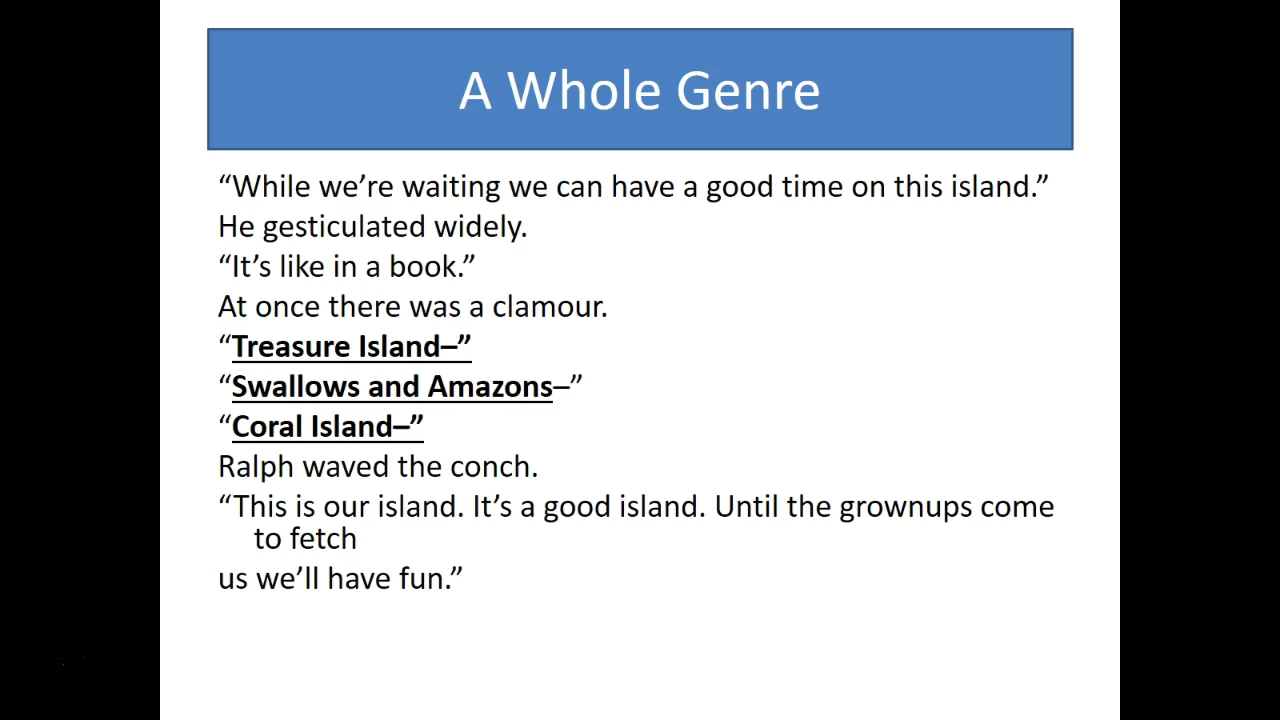 A Whole Genre
“While we’re waiting we can have a good time on this island.”
He gesticulated widely.
“It’s like in a book.”
At once there was a clamour.
“Treasure Island–”
“Swallows and Amazons–”
“Coral Island–”
Ralph waved the conch.
“This is our island. It’s a good island. Until the grownups come
to fetch
us we’ll have fun.”